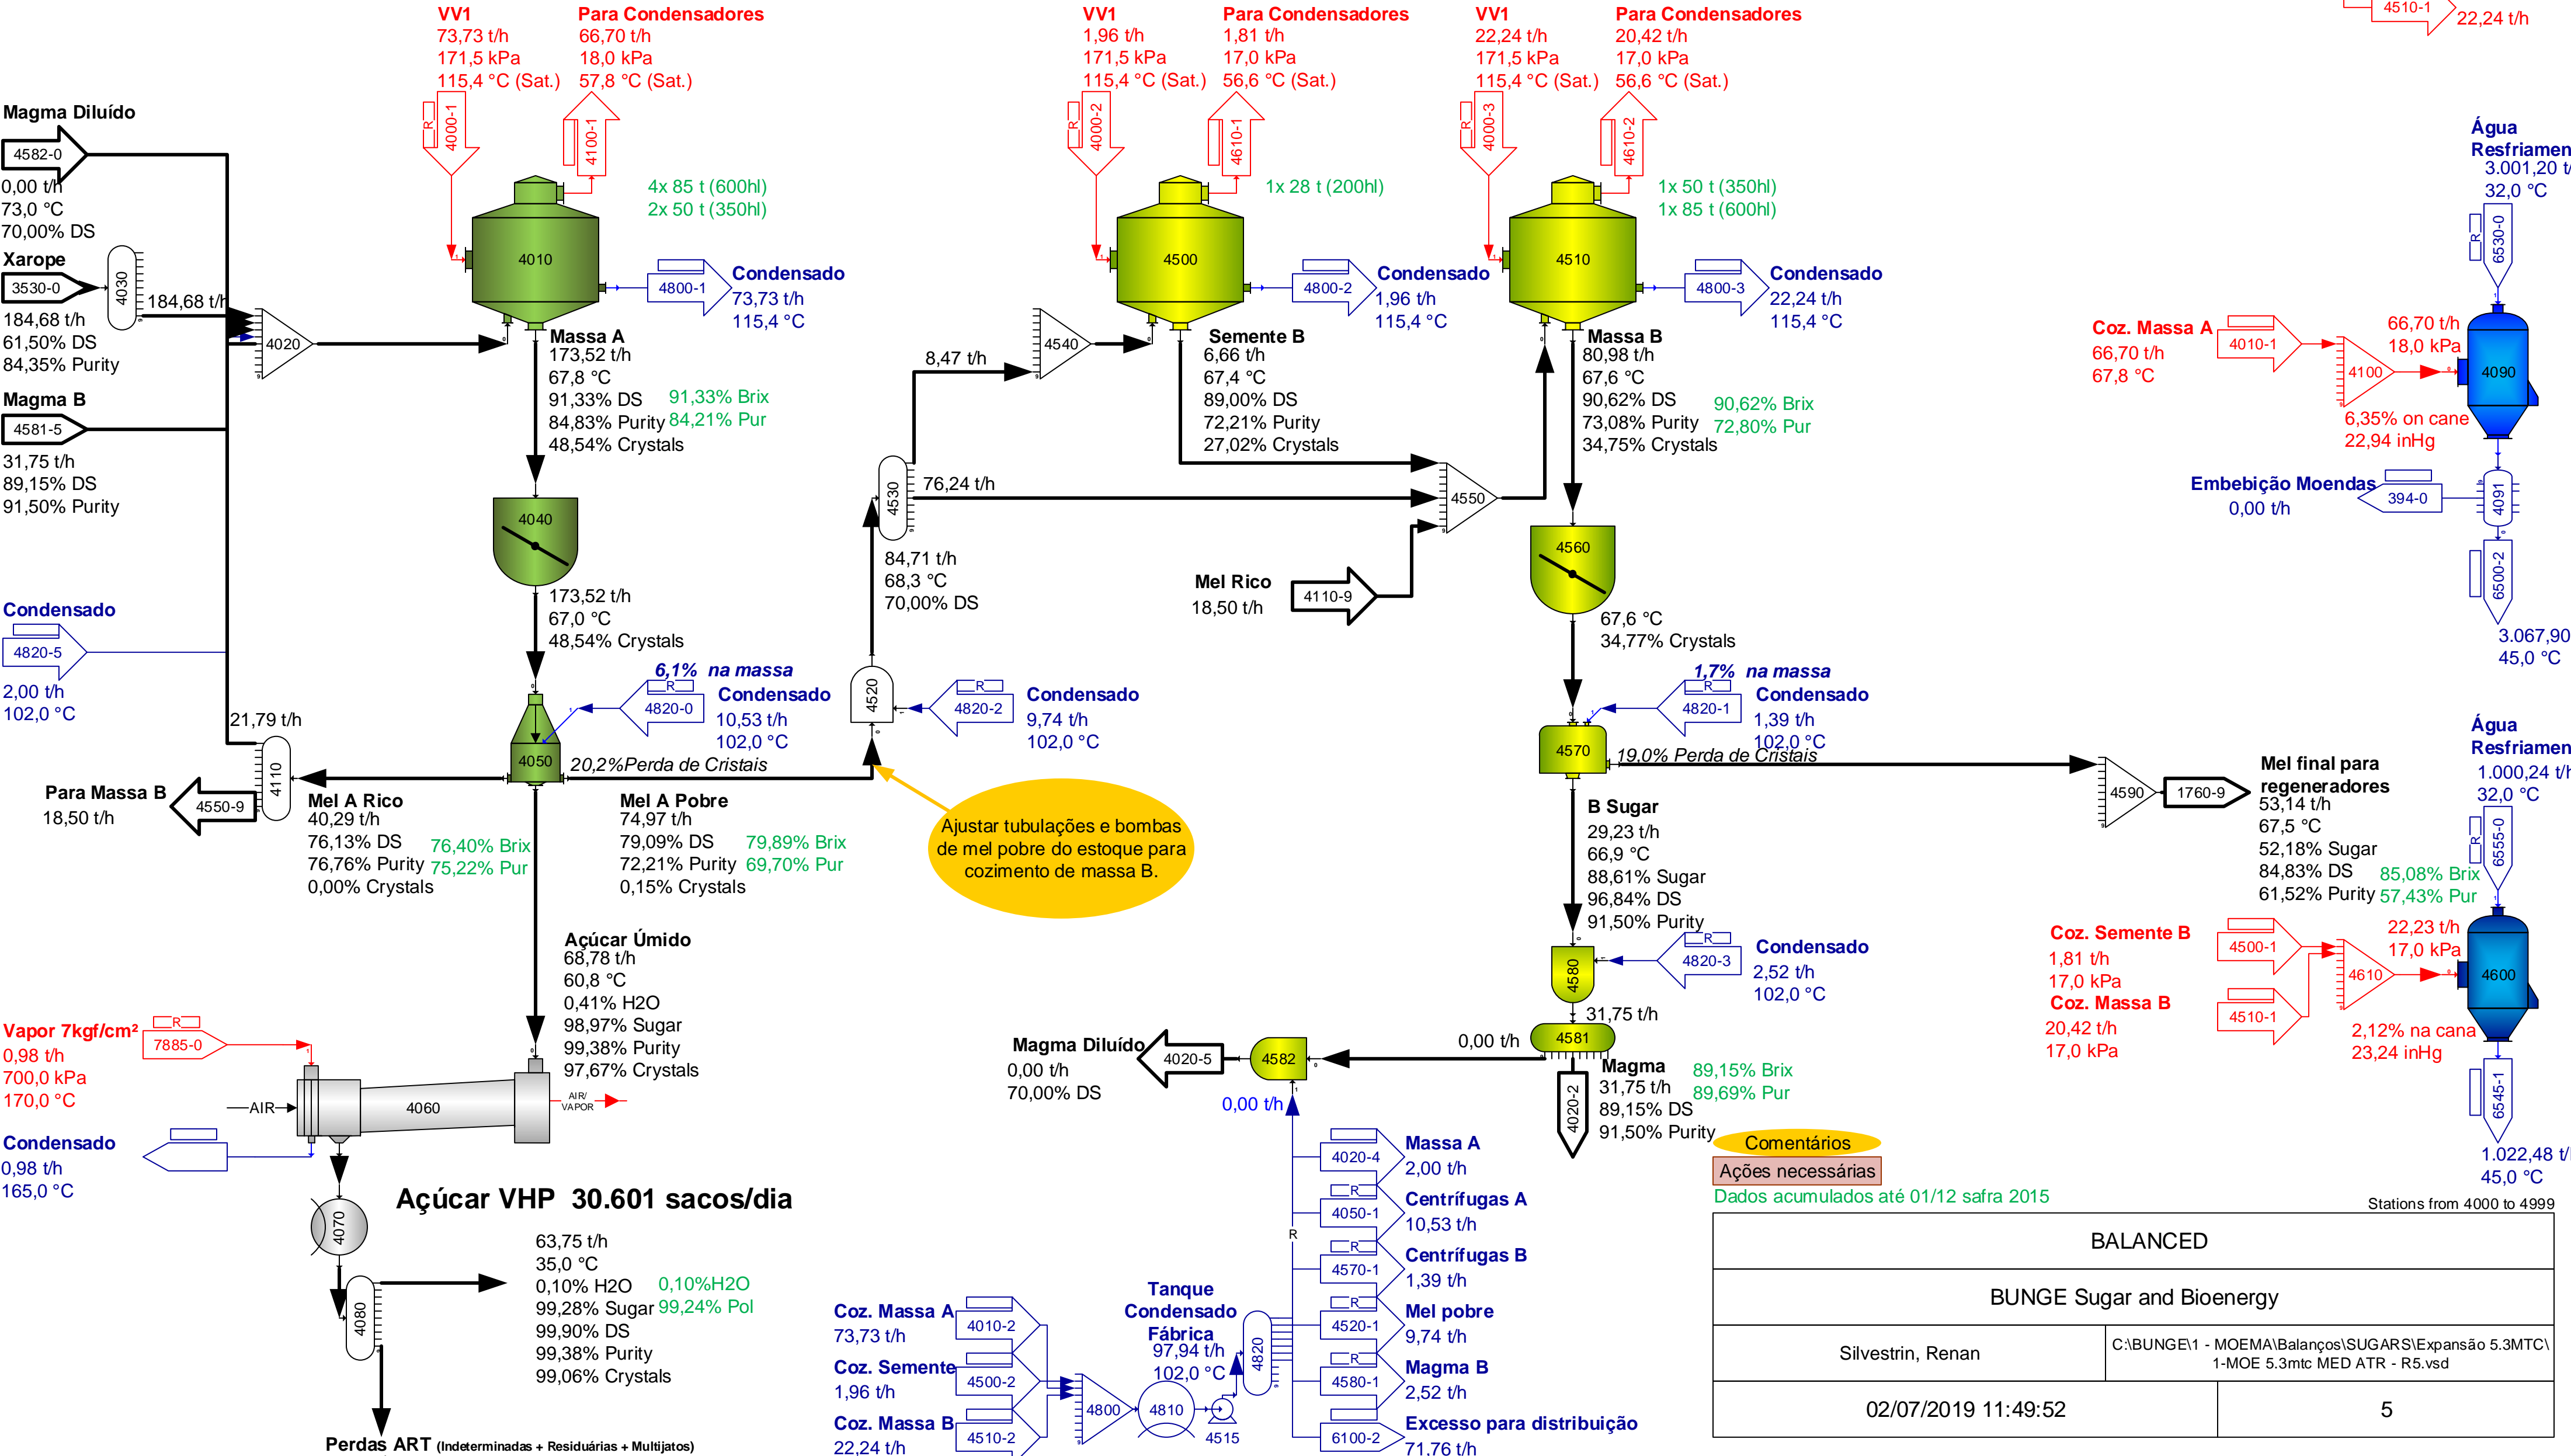 VV1
73,73 t/h
171,5 kPa
115,4 °C (Sat.)
Para Condensadores
66,70 t/h
18,0 kPa
57,8 °C (Sat.)
VV1
1,96 t/h
171,5 kPa
115,4 °C (Sat.)
Para Condensadores
1,81 t/h
17,0 kPa
56,6 °C (Sat.)
VV1
22,24 t/h
171,5 kPa
115,4 °C (Sat.)
Para Condensadores
20,42 t/h
17,0 kPa
56,6 °C (Sat.)
4510-1
22,24 t/h
R
4000-1
4100-1
R
4000-2
4610-1
R
4000-3
4610-2
Magma Diluído
4582-0
0,00 t/h
73,0 °C
70,00% DS
Xarope
3530-0
4030
184,68 t/h
184,68 t/h
61,50% DS
84,35% Purity
Magma B
4581-5
31,75 t/h
89,15% DS
91,50% Purity
4020
4010
4x 85 t (600hl)
2x 50 t (350hl)
4800-1
Condensado
73,73 t/h
115,4 °C
Massa A
173,52 t/h
67,8 °C
91,33% DS
84,83% Purity
48,54% Crystals
91,33% Brix
84,21% Pur
4040
173,52 t/h
67,0 °C
48,54% Crystals
4500
1x 28 t (200hl)
4800-2
Condensado
1,96 t/h
115,4 °C
4540
8,47 t/h
Semente B
6,66 t/h
67,4 °C
89,00% DS
72,21% Purity
27,02% Crystals
4510
1x 50 t (350hl)
1x 85 t (600hl)
4800-3
Condensado
22,24 t/h
115,4 °C
Massa B
80,98 t/h
67,6 °C
90,62% DS
73,08% Purity
34,75% Crystals
90,62% Brix
72,80% Pur
4530
76,24 t/h
4550
84,71 t/h
68,3 °C
70,00% DS
Mel Rico
18,50 t/h
4110-9
4560
67,6 °C
34,77% Crystals
Água
Resfriamen
3.001,20 t/
32,0 °C
R
6530-0
Coz. Massa A
66,70 t/h
67,8 °C
4010-1
4100
66,70 t/h
18,0 kPa
4090
6,35% on cane
22,94 inHg
Embebição Moendas
0,00 t/h
394-0
4091
6500-2
3.067,90
45,0 °C
Condensado
4820-5
2,00 t/h
102,0 °C
21,79 t/h
4110
Para Massa B
18,50 t/h
4550-9
Mel A Rico
40,29 t/h
76,13% DS
76,76% Purity
0,00% Crystals
76,40% Brix
75,22% Pur
6,1% na massa
R
4820-0
Condensado
10,53 t/h
102,0 °C
4050
20,2%Perda de Cristais
Mel A Pobre
74,97 t/h
79,09% DS
72,21% Purity
0,15% Crystals
79,89% Brix
69,70% Pur
4520
R
4820-2
Condensado
9,74 t/h
102,0 °C
Ajustar tubulações e bombas
de mel pobre do estoque para
cozimento de massa B.
1,7% na massa
R
4820-1
Condensado
1,39 t/h
102,0 °C
4570
19,0% Perda de Cristais
B Sugar
29,23 t/h
66,9 °C
88,61% Sugar
96,84% DS
91,50% Purity
4590
1760-9
Mel final para
regeneradores
53,14 t/h
67,5 °C
52,18% Sugar
84,83% DS
61,52% Purity
85,08% Brix
57,43% Pur
Água
Resfriamen
1.000,24 t/h
32,0 °C
R
6555-0
Coz. Semente B
1,81 t/h
17,0 kPa
Coz. Massa B
20,42 t/h
17,0 kPa
4500-1
4510-1
4610
22,23 t/h
17,0 kPa
4600
2,12% na cana
23,24 inHg
6545-1
1.022,48 t/
45,0 °C
Açúcar Úmido
68,78 t/h
60,8 °C
0,41% H2O
98,97% Sugar
99,38% Purity
97,67% Crystals
Vapor 7kgf/cm²
0,98 t/h
700,0 kPa
170,0 °C
R
7885-0
AIR
4060
AIR/
VAPOR
Condensado
0,98 t/h
165,0 °C
4070
Açúcar VHP 30.601 sacos/dia
4080
63,75 t/h
35,0 °C
0,10% H2O
99,28% Sugar
99,90% DS
99,38% Purity
99,06% Crystals
0,10%H2O
99,24% Pol
Perdas ART (Indeterminadas + Residuárias + Multijatos)
4580
R
4820-3
Condensado
2,52 t/h
102,0 °C
31,75 t/h
4581
0,00 t/h
4582
4020-5
Magma Diluído
0,00 t/h
70,00% DS
0,00 t/h
4020-2
Magma
31,75 t/h
89,15% DS
91,50% Purity
89,15% Brix
89,69% Pur
4020-4
Massa A
2,00 t/h
R
4050-1
Centrífugas A
10,53 t/h
R
R
4570-1
Centrífugas B
1,39 t/h
R
4520-1
Mel pobre
9,74 t/h
R
4580-1
Magma B
2,52 t/h
6100-2
Excesso para distribuição
71,76 t/h
Coz. Massa A
73,73 t/h
4010-2
Coz. Semente
1,96 t/h
4500-2
Coz. Massa B
22,24 t/h
4510-2
4800
4810
4515
Tanque
Condensado
Fábrica
97,94 t/h
102,0 °C
4820
Comentários
Ações necessárias
Dados acumulados até 01/12 safra 2015
Stations from 4000 to 4999
BALANCED
BUNGE Sugar and Bioenergy
Silvestrin, Renan
C:\BUNGE\1 - MOEMA\Balanços\SUGARS\Expansão 5.3MTC\
1-MOE 5.3mtc MED ATR - R5.vsd
02/07/2019 11:49:52
5